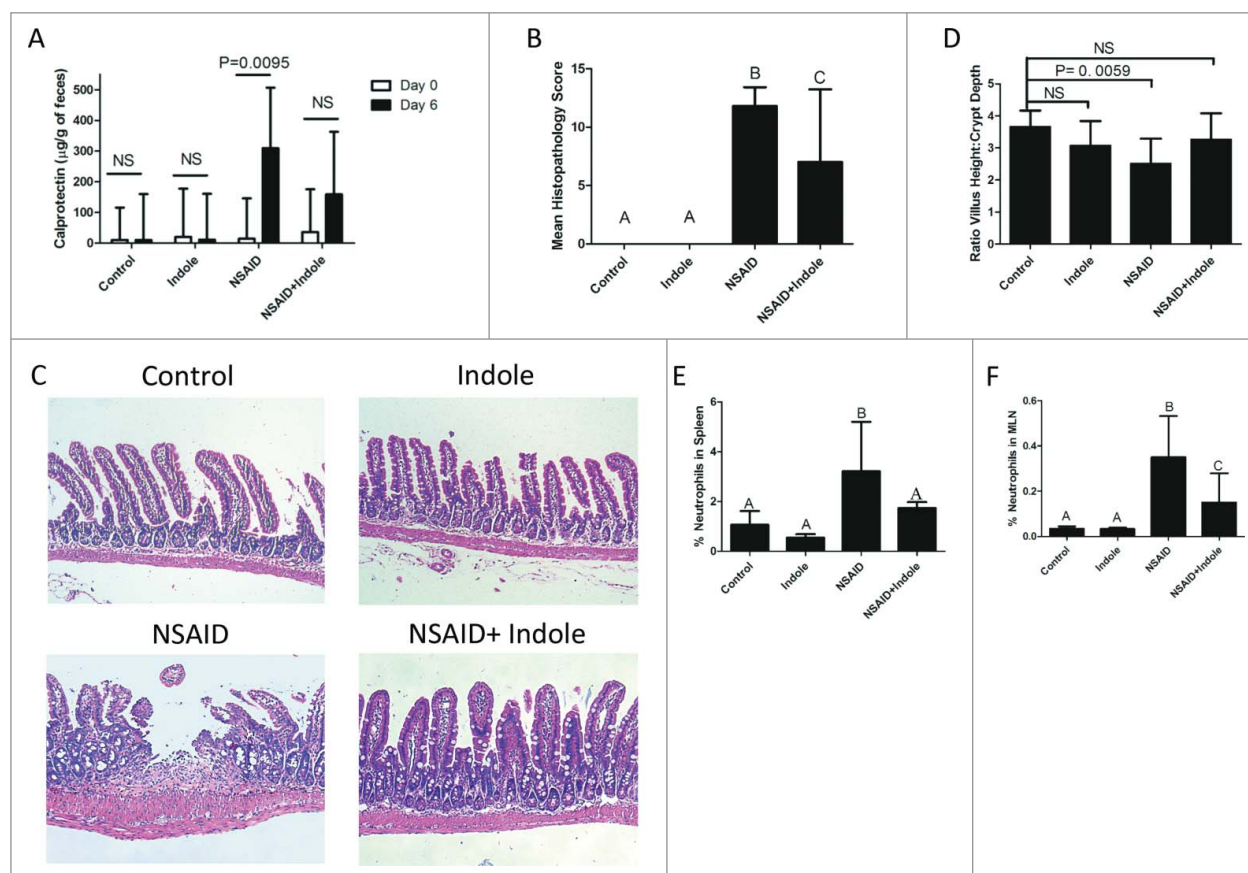 A
P=0.0095
NS
NS
NS
Day 0
Day 6
Calprotectin (µg/g of feces)
500
400
300
200
100
0
Control
Indole
NSAID
NSAID+Indole
B
Mean Histopathology Score
15
10
5
0
A
A
B
C
Control
Indole
NSAID
NSAID+Indole
D
NS
P= 0.0059
NS
Ratio Villus Height:Crypt Depth
5
4
3
2
1
0
Control
Indole
NSAID
NSAID+Indole
C
Control
Indole
NSAID
NSAID+ Indole
E
% Neutrophils in Spleen
6
4
2
0
A
A
B
A
Control
Indole
NSAID
NSAID+Indole
F
% Neutrophils in MLN
0.6
0.4
0.2
0.0
A
A
B
C
Control
Indole
NSAID
NSAID+Indole